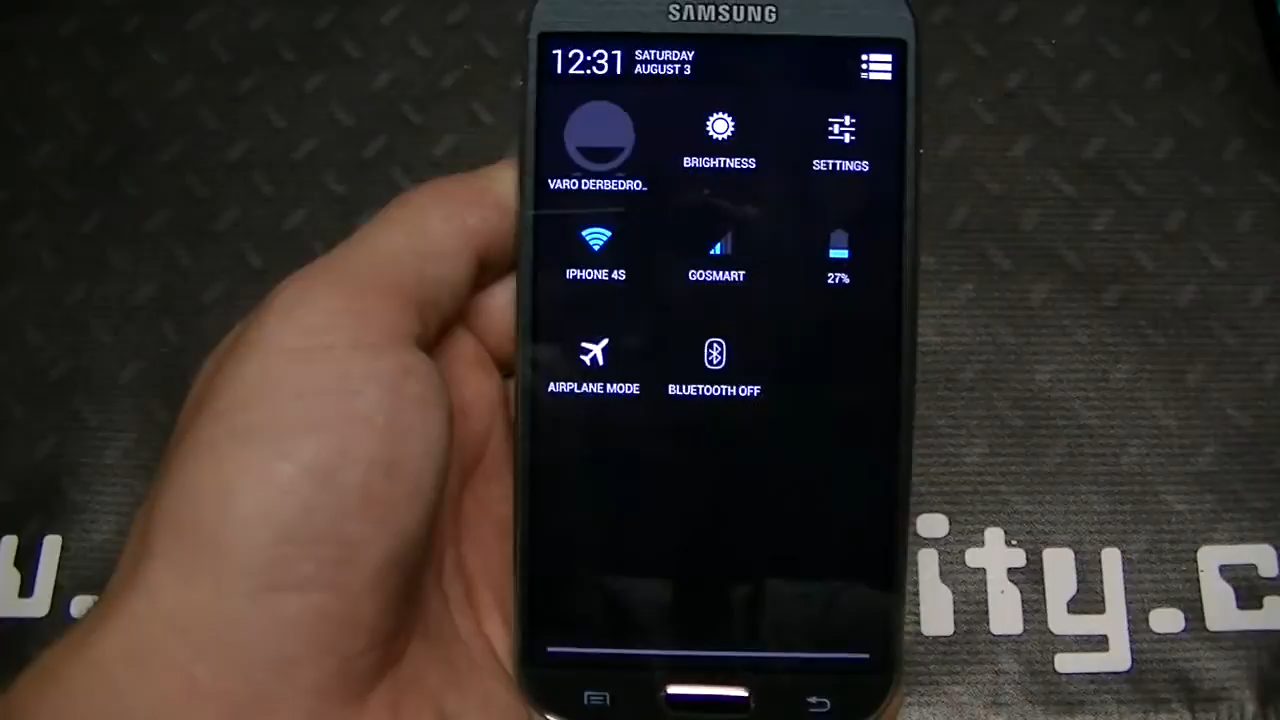 SAMSUNG
12:31 SATURDAY
AUGUST 3
BRIGHTNESS
SETTINGS
VARO DERBEDRO..
IPHONE 4S
GOSMART
27%
AIRPLANE MODE
BLUETOOTH OFF
w. ity.c